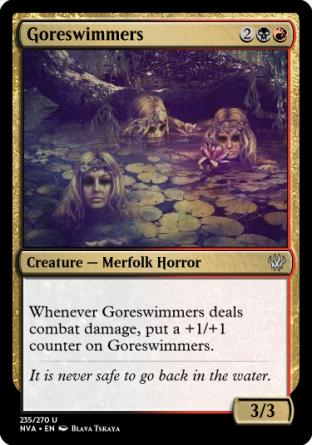 Goreswimmers 2
Creature — Merfolk Horror
Whenever Goreswimmers deals
combat damage, put a +1/+1
counter on Goreswimmers.
It is never safe to go back in the water.
235/270 U
NVA • EN Blava Tskaya
3/3